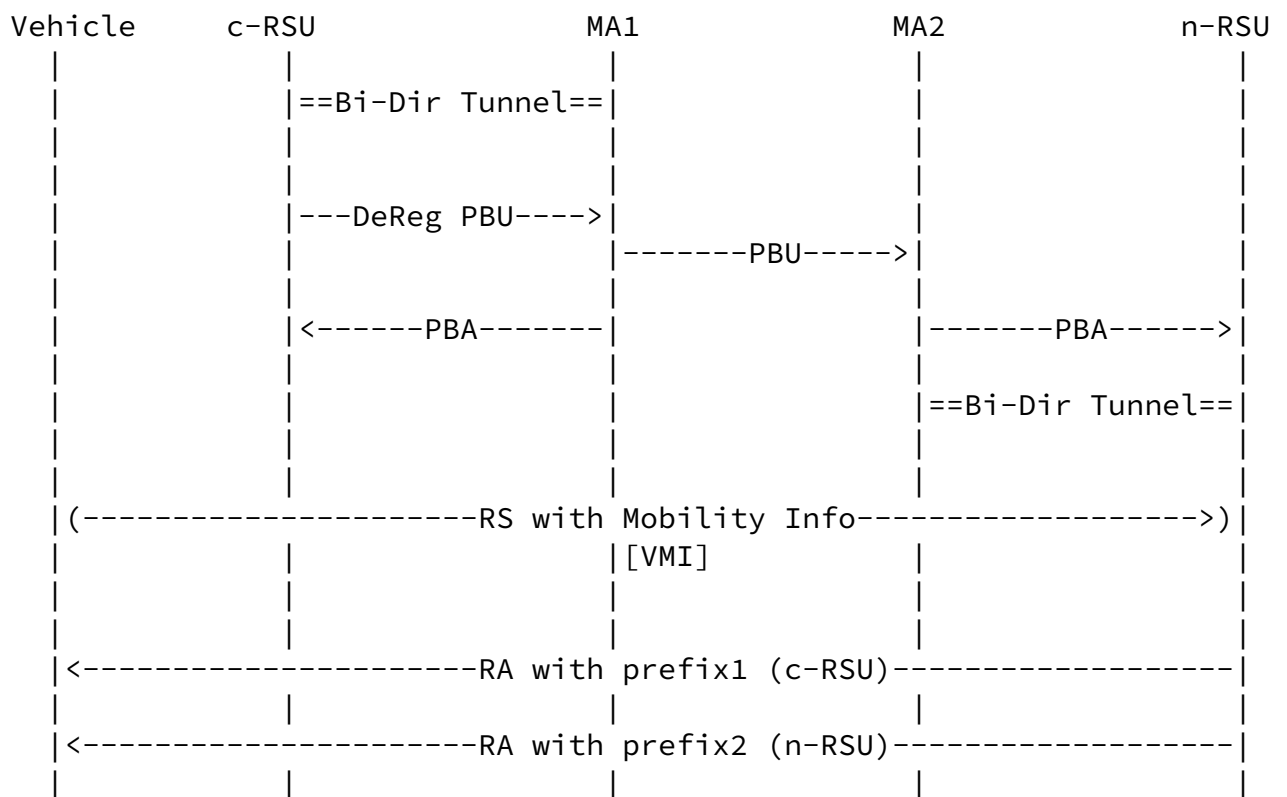 Vehicle c-RSU MA1 MA2 n-RSU
|==Bi-Dir Tunnel==|
|---DeReg PBU---->|
|-------PBU----->|
|<------PBA-------| |-------PBA------>|
|==Bi-Dir Tunnel==|
|(----------------------RS with Mobility Info------------------->)|
|[VMI]
|<----------------------RA with prefix1 (c-RSU)-------------------|
|<----------------------RA with prefix2 (n-RSU)-------------------|